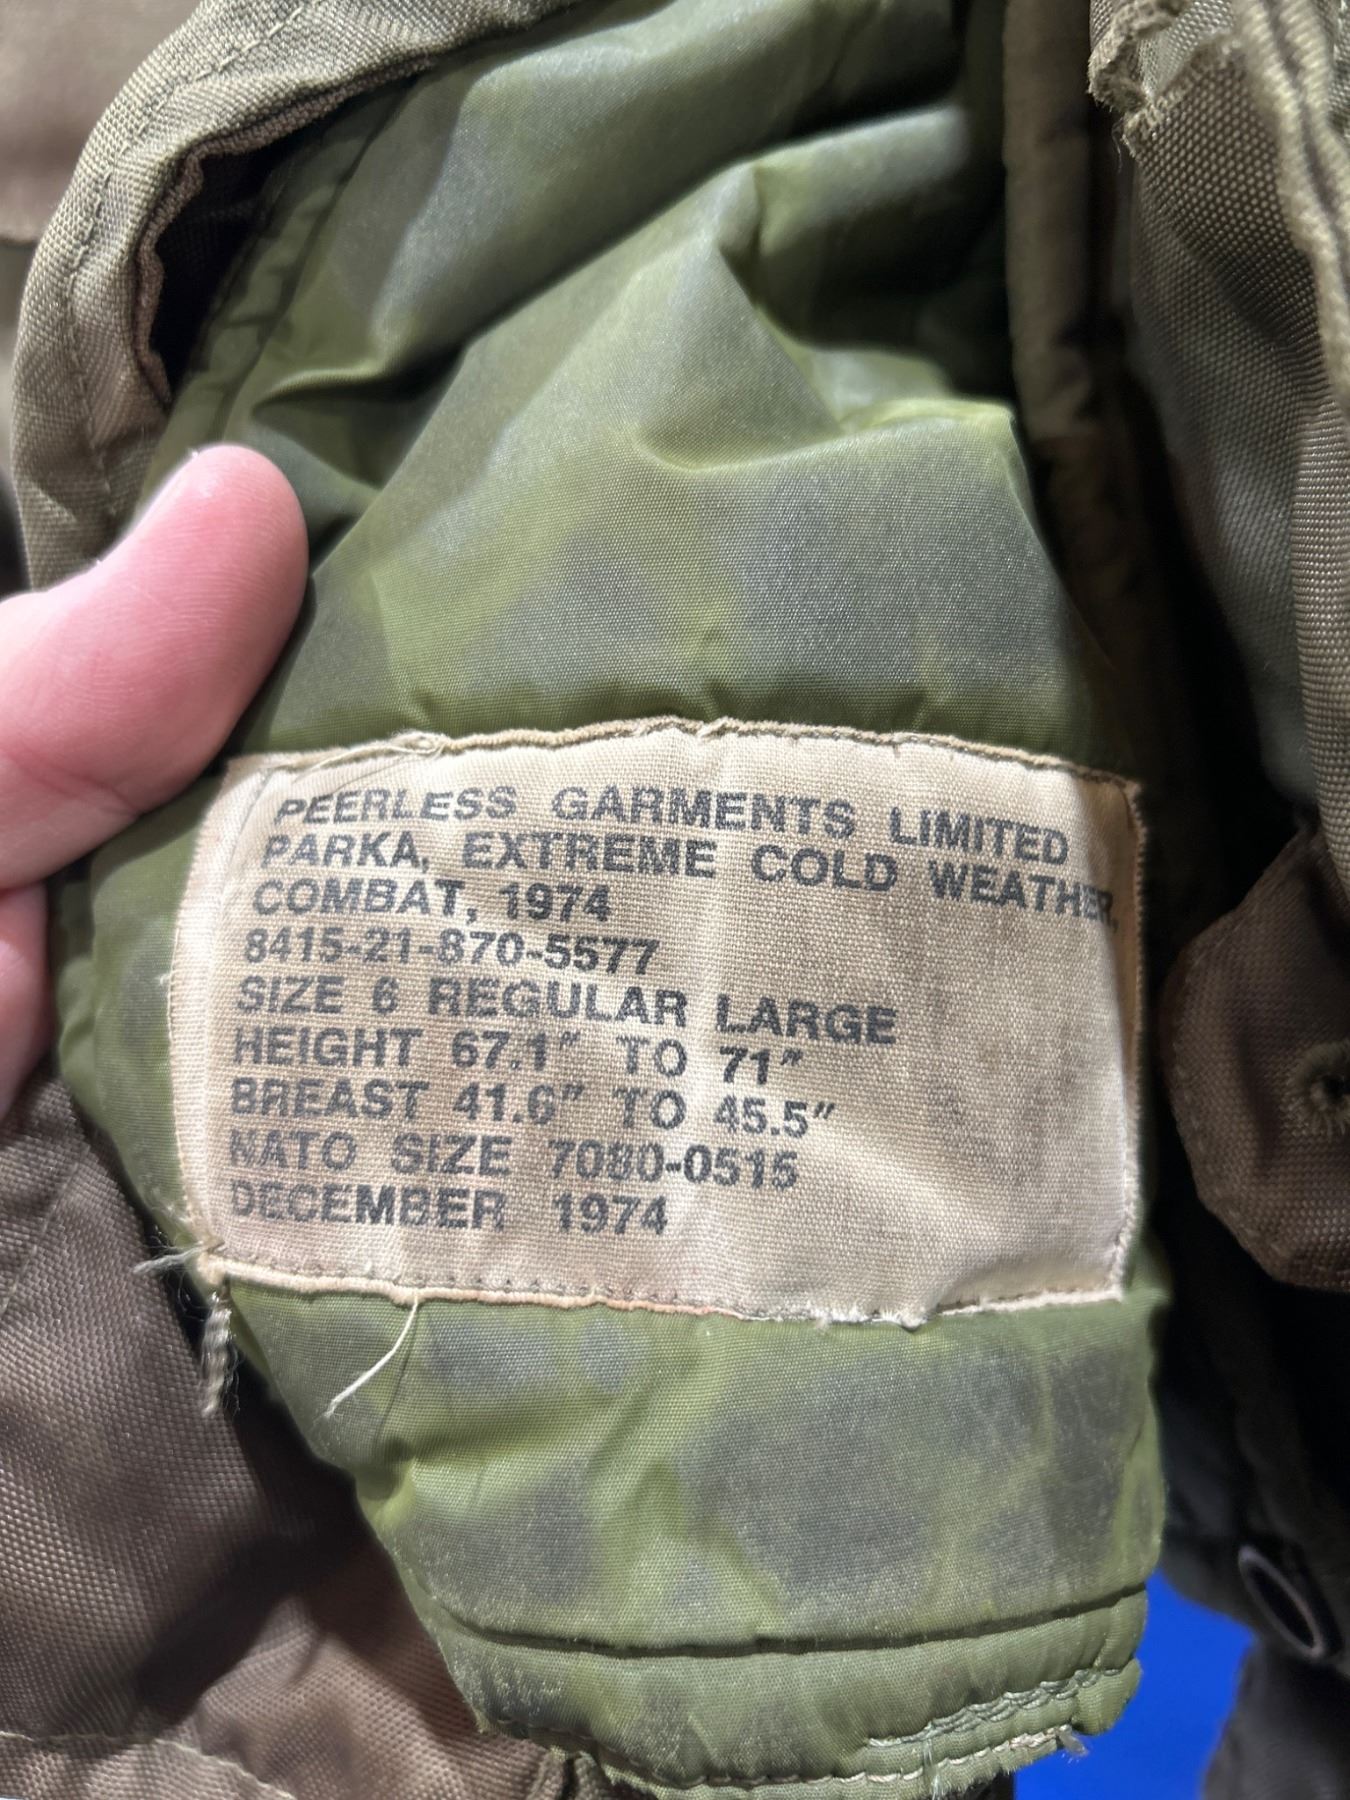 PEERLESS GARMENTS LIMITED
PARKA, EXTREME COLD WEATHER,
COMBAT, 1974
8415-21-870-5577
SIZE 6 REGULAR LARGE
HEIGHT 67.1" TO 71"
BREAST 41.6" TO 45.5"
NATO SIZE 7080-0515
DECEMBER 1974